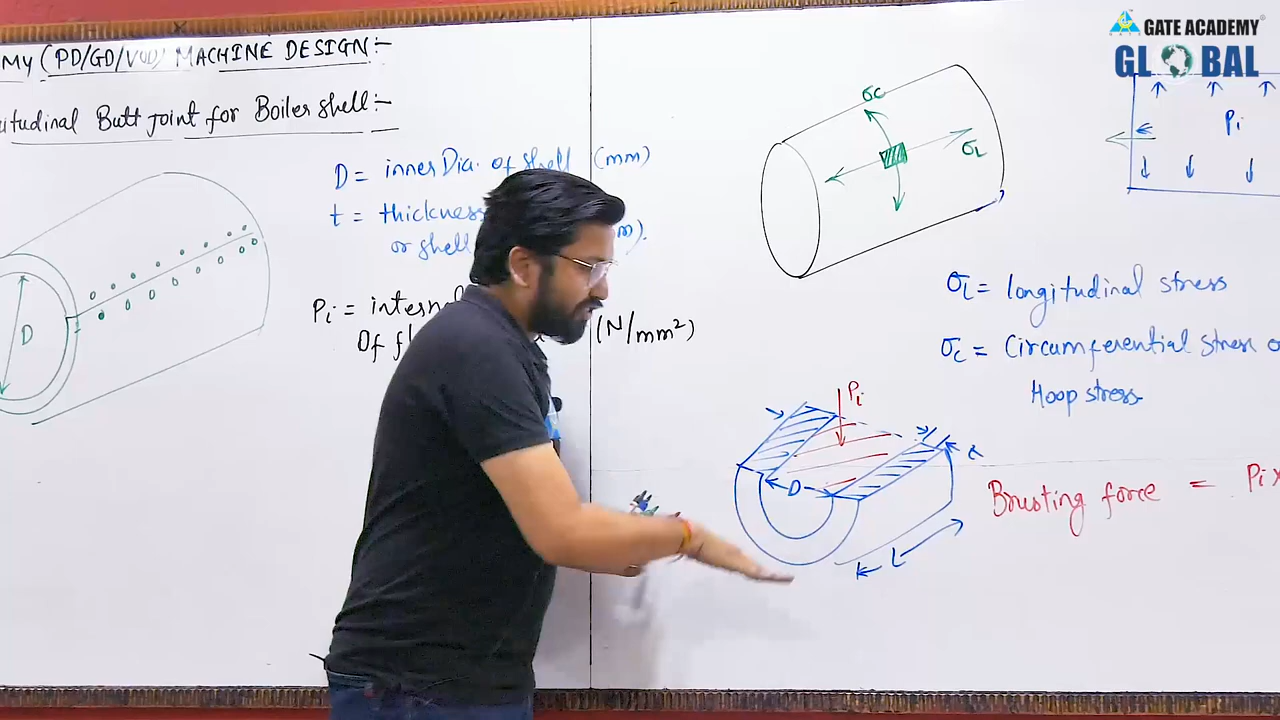 MY (PD/GD/VOD) MACHINE DESIGN:-
itudinal Butt joint for Boiler shell:-
D = inner Dia. of shell (mm)
t = thickness
or shell m).
Pi = intern
Of (N/mm²)
D
t
σc
σL
Pi
σL = longitudinal stress
σc = Circumferential stress
Hoop stress
Pi
D
t
L
Brusting force = Pi ×
GATE ACADEMY
GLOBAL